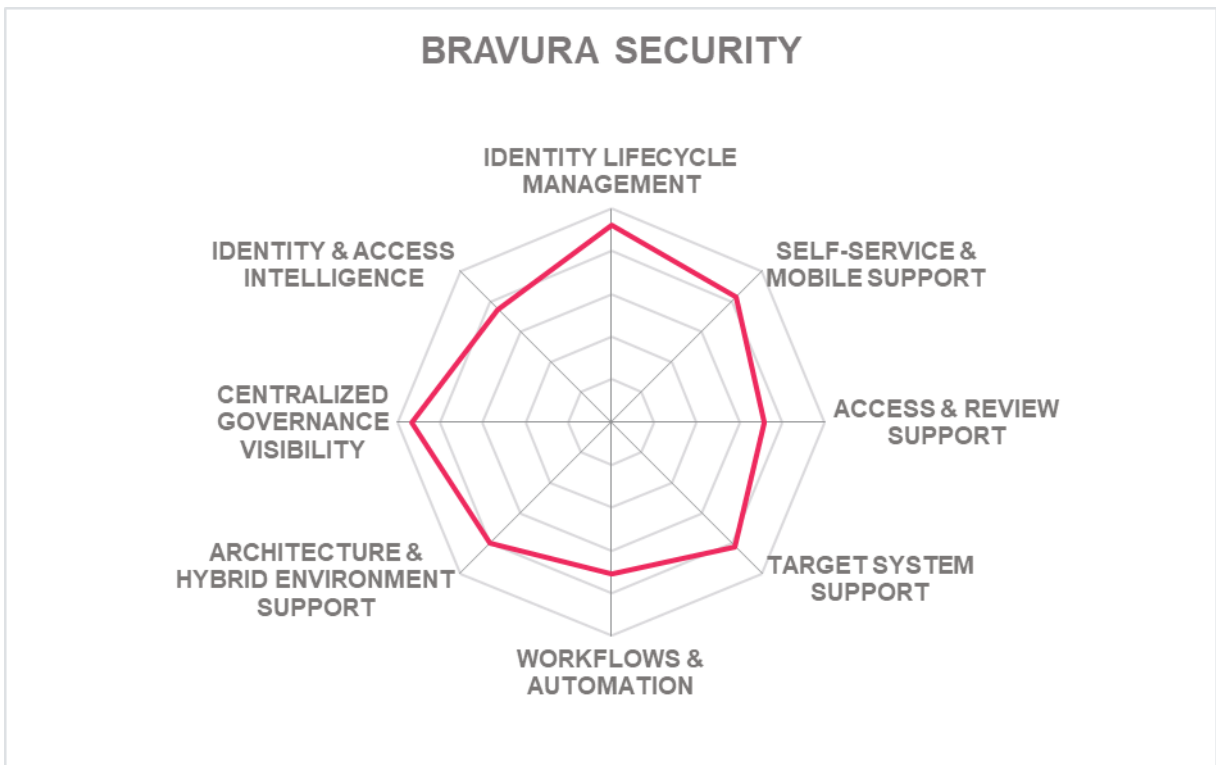 BRAVURA SECURITY
IDENTITY LIFECYCLE
MANAGEMENT
SELF-SERVICE &
MOBILE SUPPORT
ACCESS & REVIEW
SUPPORT
TARGET SYSTEM
SUPPORT
WORKFLOWS &
AUTOMATION
ARCHITECTURE &
HYBRID ENVIRONMENT
SUPPORT
CENTRALIZED
GOVERNANCE
VISIBILITY
IDENTITY & ACCESS
INTELLIGENCE